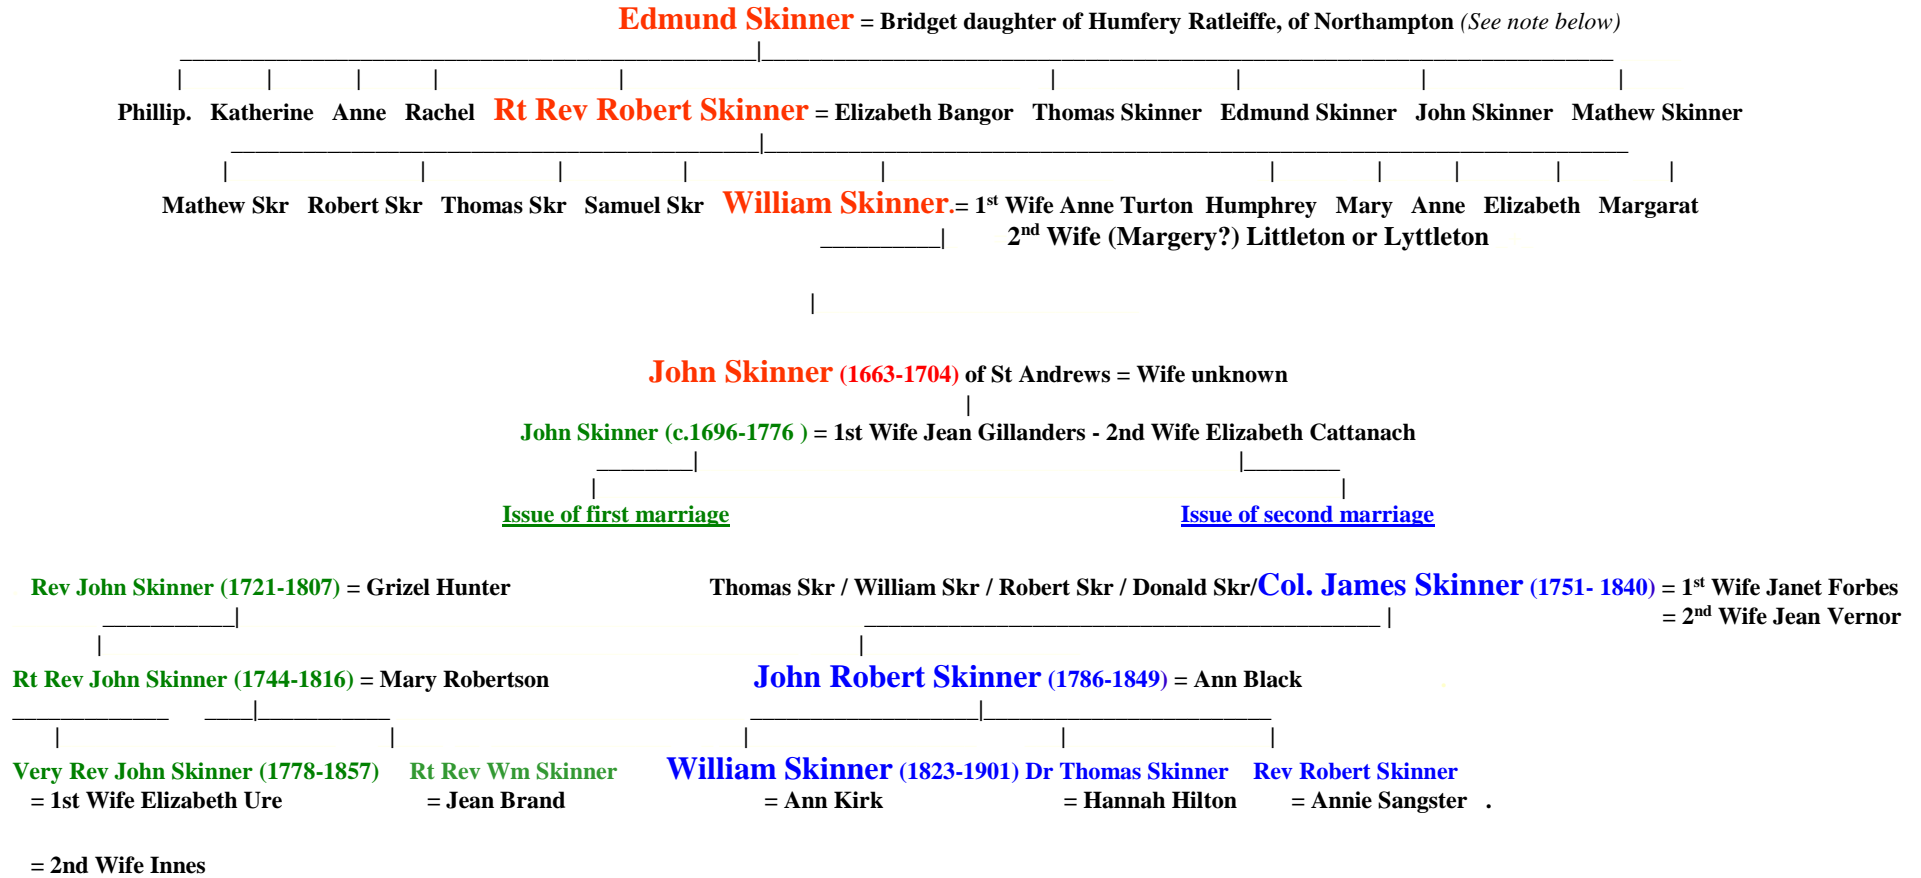 Edmund Skinner = Bridget daughter of Humfery Ratleiffe, of Northampton (See note below)
Phillip. Katherine Anne Rachel Rt Rev Robert Skinner = Elizabeth Bangor Thomas Skinner Edmund Skinner John Skinner Mathew Skinner
Mathew Skr Robert Skr Thomas Skr Samuel Skr William Skinner.= 1st Wife Anne Turton Humphrey Mary Anne Elizabeth Margarat
2nd Wife (Margery?) Littleton or Lyttleton
John Skinner (1663-1704) of St Andrews = Wife unknown
John Skinner (c.1696-1776 ) = 1st Wife Jean Gillanders - 2nd Wife Elizabeth Cattanach
Issue of first marriage Issue of second marriage
Rev John Skinner (1721-1807) = Grizel Hunter Thomas Skr / William Skr / Robert Skr / Donald Skr/Col. James Skinner (1751- 1840) = 1st Wife Janet Forbes
= 2nd Wife Jean Vernor
Rt Rev John Skinner (1744-1816) = Mary Robertson John Robert Skinner (1786-1849) = Ann Black
Very Rev John Skinner (1778-1857) Rt Rev Wm Skinner William Skinner (1823-1901) Dr Thomas Skinner Rev Robert Skinner
= 1st Wife Elizabeth Ure = Jean Brand = Ann Kirk = Hannah Hilton = Annie Sangster .
= 2nd Wife Innes